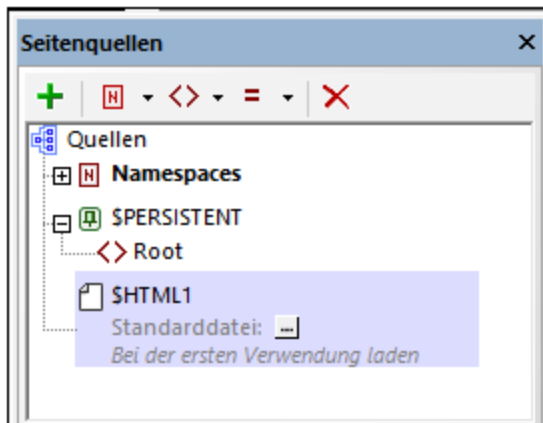 Seitenquellen
Quellen
Namespaces
$PERSISTENT
Root
$HTML1
Standarddatei: ...
Bei der ersten Verwendung laden